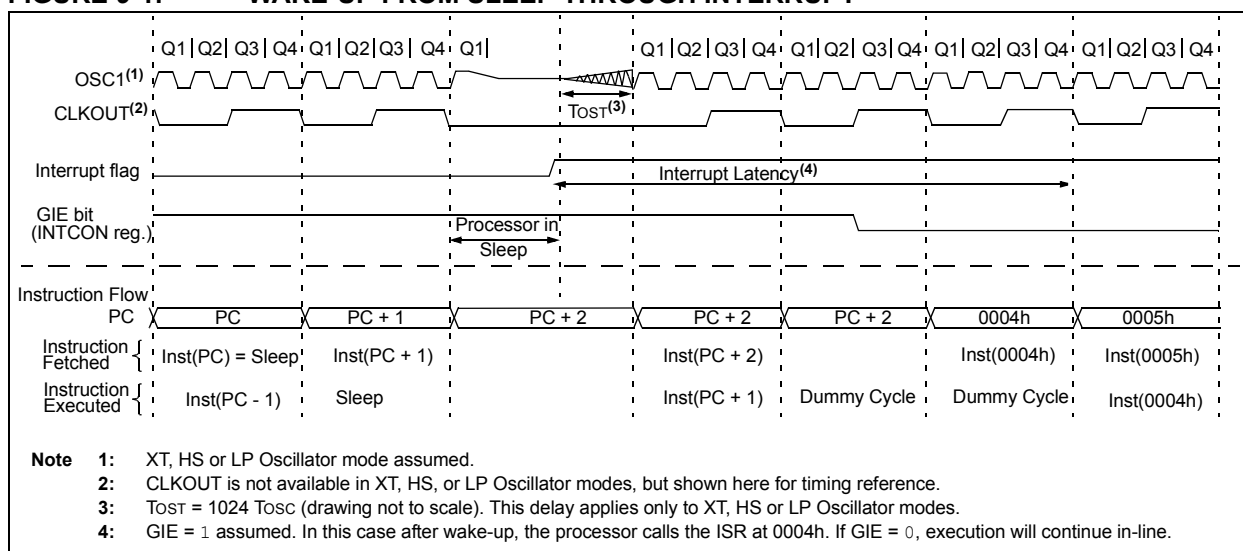 FIGURE 9-1: WAKE-UP FROM SLEEP THROUGH INTERRUPT
Q1 Q2 Q3 Q4 Q1 Q2 Q3 Q4 Q1 Q1 Q2 Q3 Q4 Q1 Q2 Q3 Q4 Q1 Q2 Q3 Q4 Q1 Q2 Q3 Q4
OSC1(1)
CLKOUT(2)
TOST(3)
Interrupt flag
Interrupt Latency(4)
GIE bit
(INTCON reg.)
Processor in
Sleep
Instruction Flow
PC PC PC + 1 PC + 2 PC + 2 PC + 2 0004h 0005h
Instruction
Fetched
Inst(PC) = Sleep Inst(PC + 1) Inst(PC + 2) Inst(0004h) Inst(0005h)
Instruction
Executed
Inst(PC - 1) Sleep Inst(PC + 1) Dummy Cycle Dummy Cycle Inst(0004h)
Note 1: XT, HS or LP Oscillator mode assumed.
2: CLKOUT is not available in XT, HS, or LP Oscillator modes, but shown here for timing reference.
3: TOST = 1024 TOSC (drawing not to scale). This delay applies only to XT, HS or LP Oscillator modes.
4: GIE = 1 assumed. In this case after wake-up, the processor calls the ISR at 0004h. If GIE = 0, execution will continue in-line.